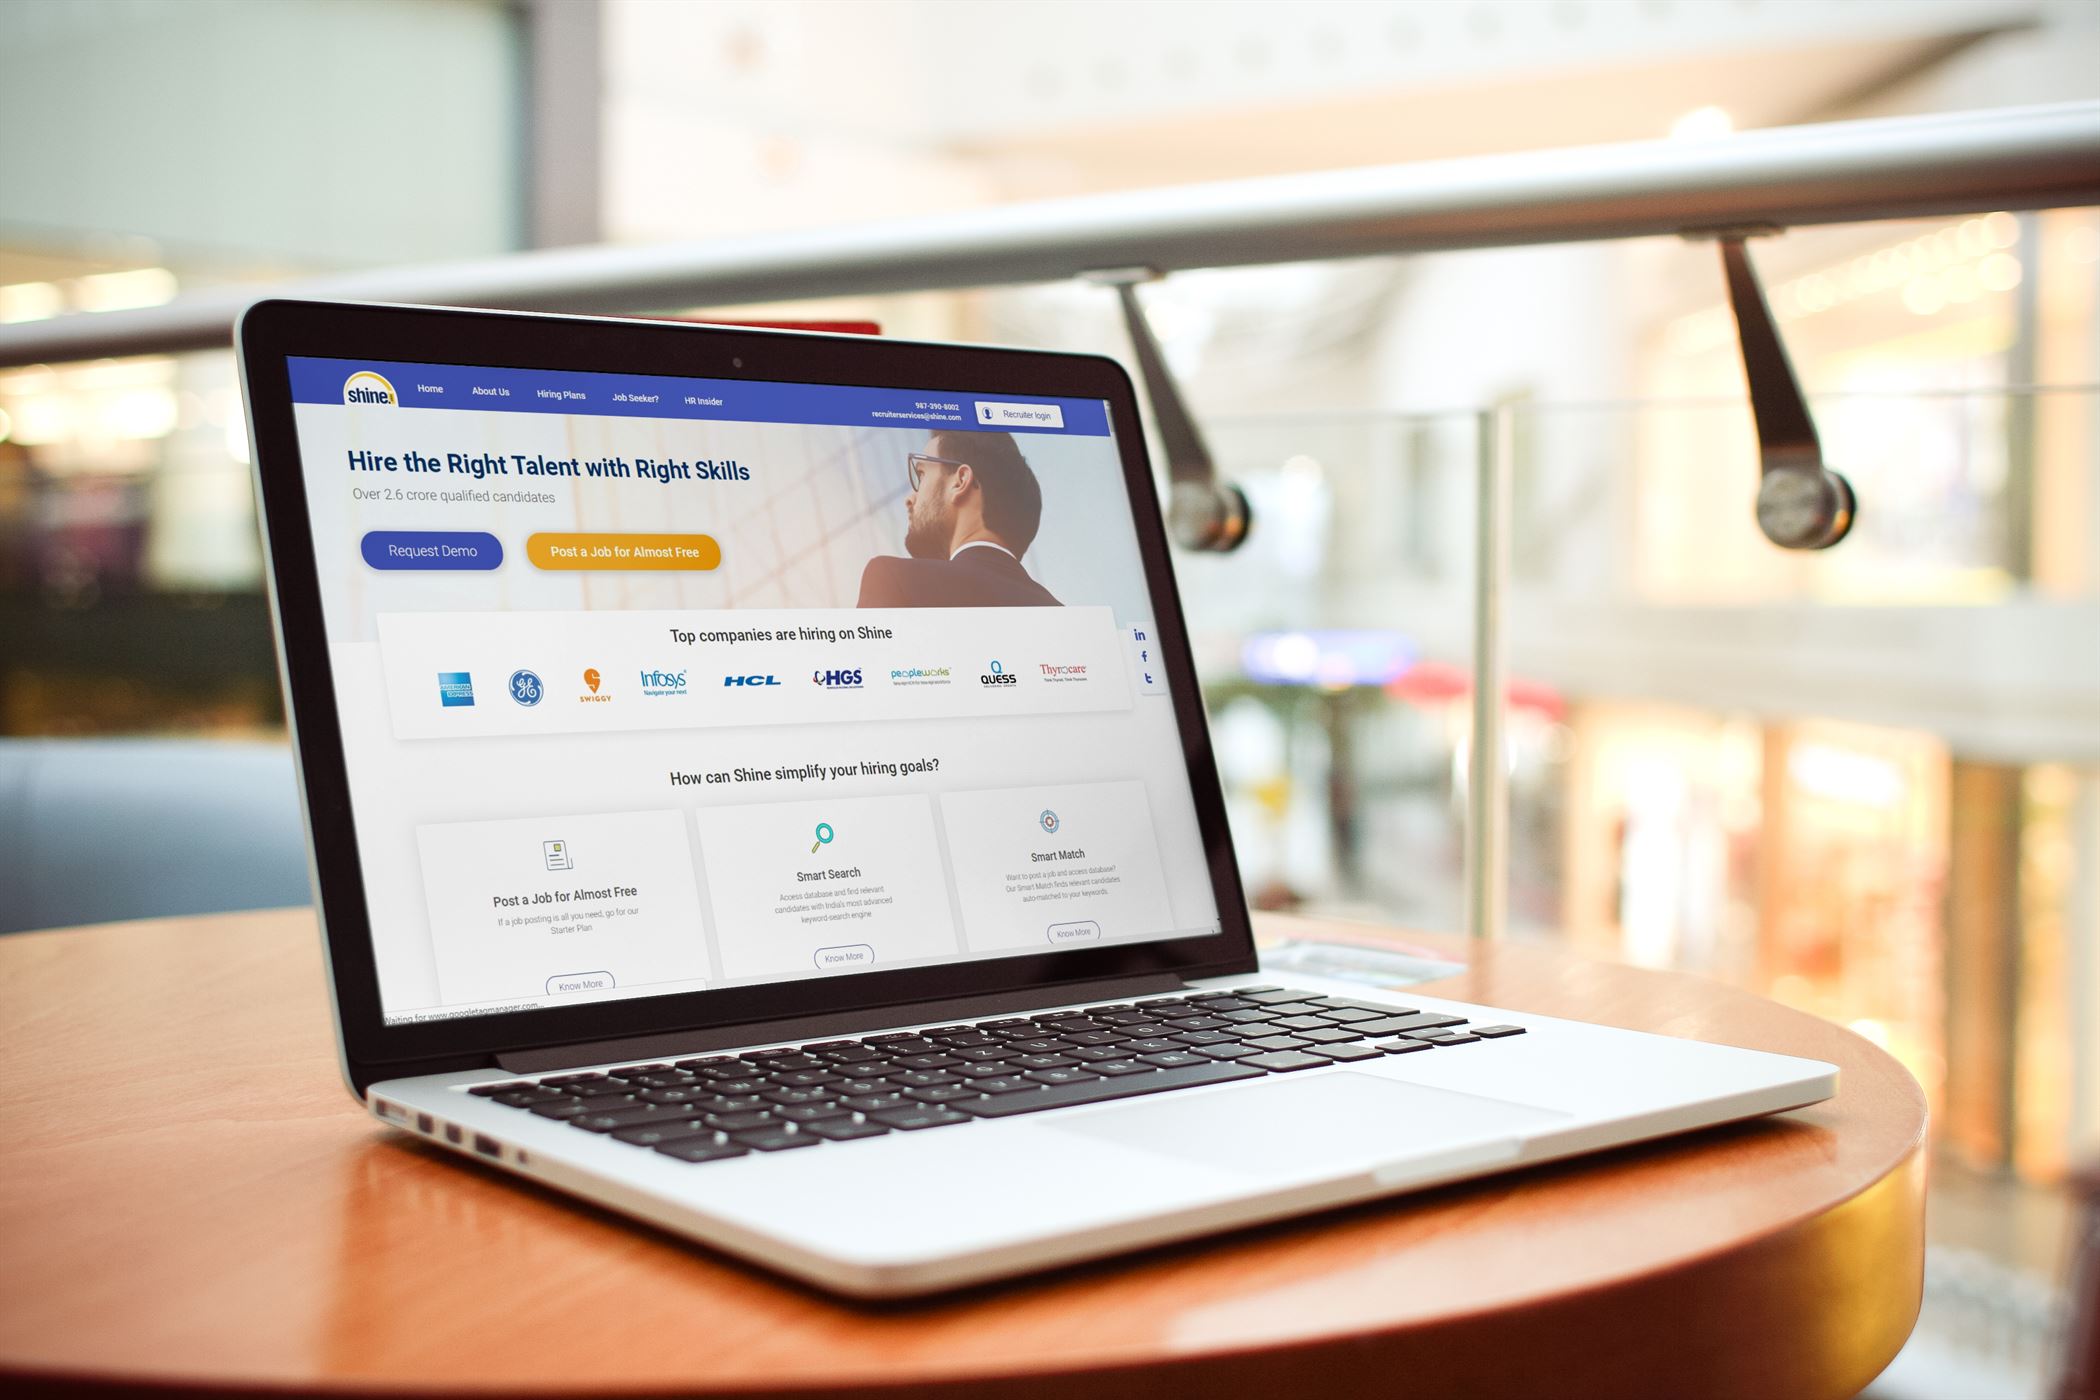 shine.
Home
About Us
Hiring Plans
Job Seeker?
HR Insider
987-390-8002
recruiterservices@shine.com
Recruiter login
Hire the Right Talent with Right Skills
Over 2.6 crore qualified candidates
Request Demo
Post a Job for Almost Free
Top companies are hiring on Shine
AMERICAN
EXPRESS
GE
SWIGGY
Infosys
Navigate your next
HCL
HGS
peopleworks
QUESS
Thyrocare
Think Thyroid. Think Thyrocare.
in
f
How can Shine simplify your hiring goals?
Post a Job for Almost Free
If a job posting is all you need, go for our
Starter Plan
Know More
Smart Search
Access database and find relevant
candidates with India's most advanced
keyword-search engine
Know More
Smart Match
Want to post a job and access database?
Our Smart Match finds relevant candidates
auto-matched to your keywords.
Know More
Waiting for www.googletagmanager.com...